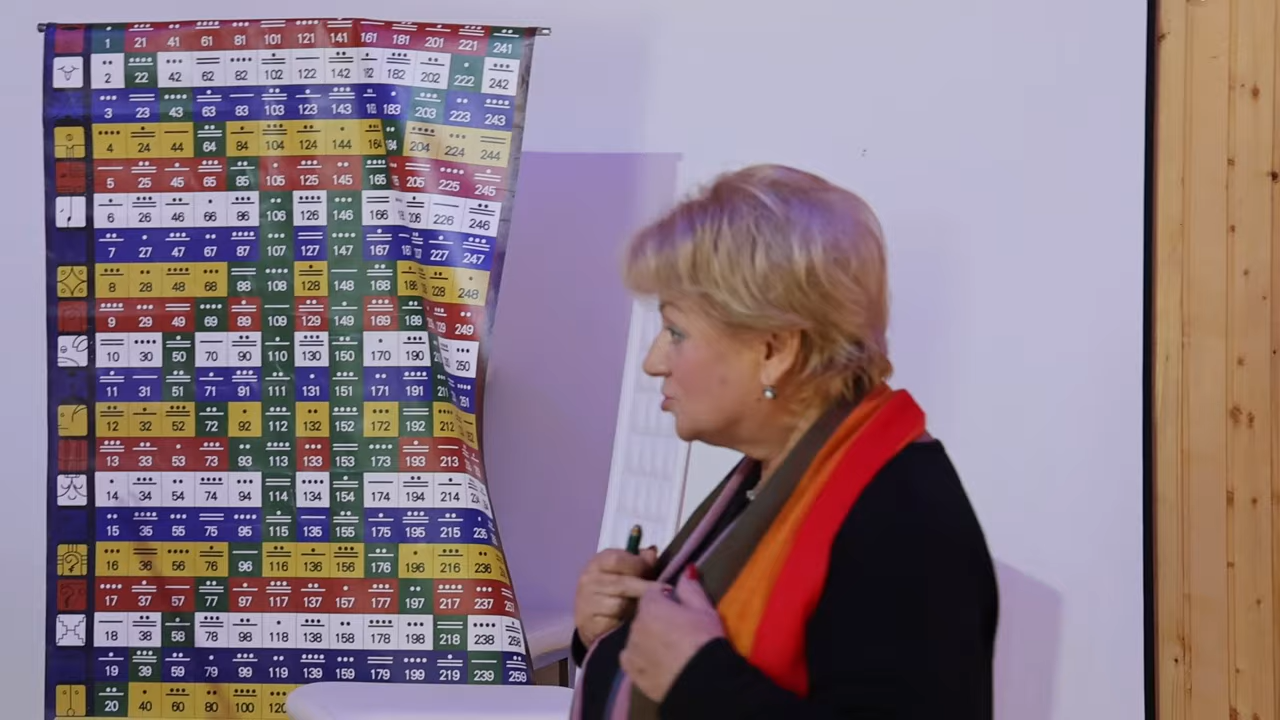 1 21 41 61 81 101 121 141 161 181 201 221 241
2 22 42 62 82 102 122 142 182 202 222 242
3 23 43 63 83 103 123 143 183 203 223 243
4 24 44 64 84 104 124 144 164 204 224 244
5 25 45 65 85 105 125 145 165 205 225 245
6 26 46 66 86 106 126 146 166 206 226 246
7 27 47 67 87 107 127 147 167 227 247
8 28 48 68 88 108 128 148 168 188 228 248
9 29 49 69 89 109 129 149 169 189 249
10 30 50 70 90 110 130 150 170 190 250
11 31 51 71 91 111 131 151 171 191 211 251
12 32 52 72 92 112 132 152 172 192 212
13 33 53 73 93 113 133 153 173 193 213
14 34 54 74 94 114 134 154 174 194 214
15 35 55 75 95 115 135 155 175 195 215 235
16 36 56 76 96 116 136 156 176 196 216 236
17 37 57 77 97 117 137 157 177 197 217 237 257
18 38 58 78 98 118 138 158 178 198 218 238 258
19 39 59 79 99 119 139 159 179 199 219 239 259
20 40 60 80 100 120